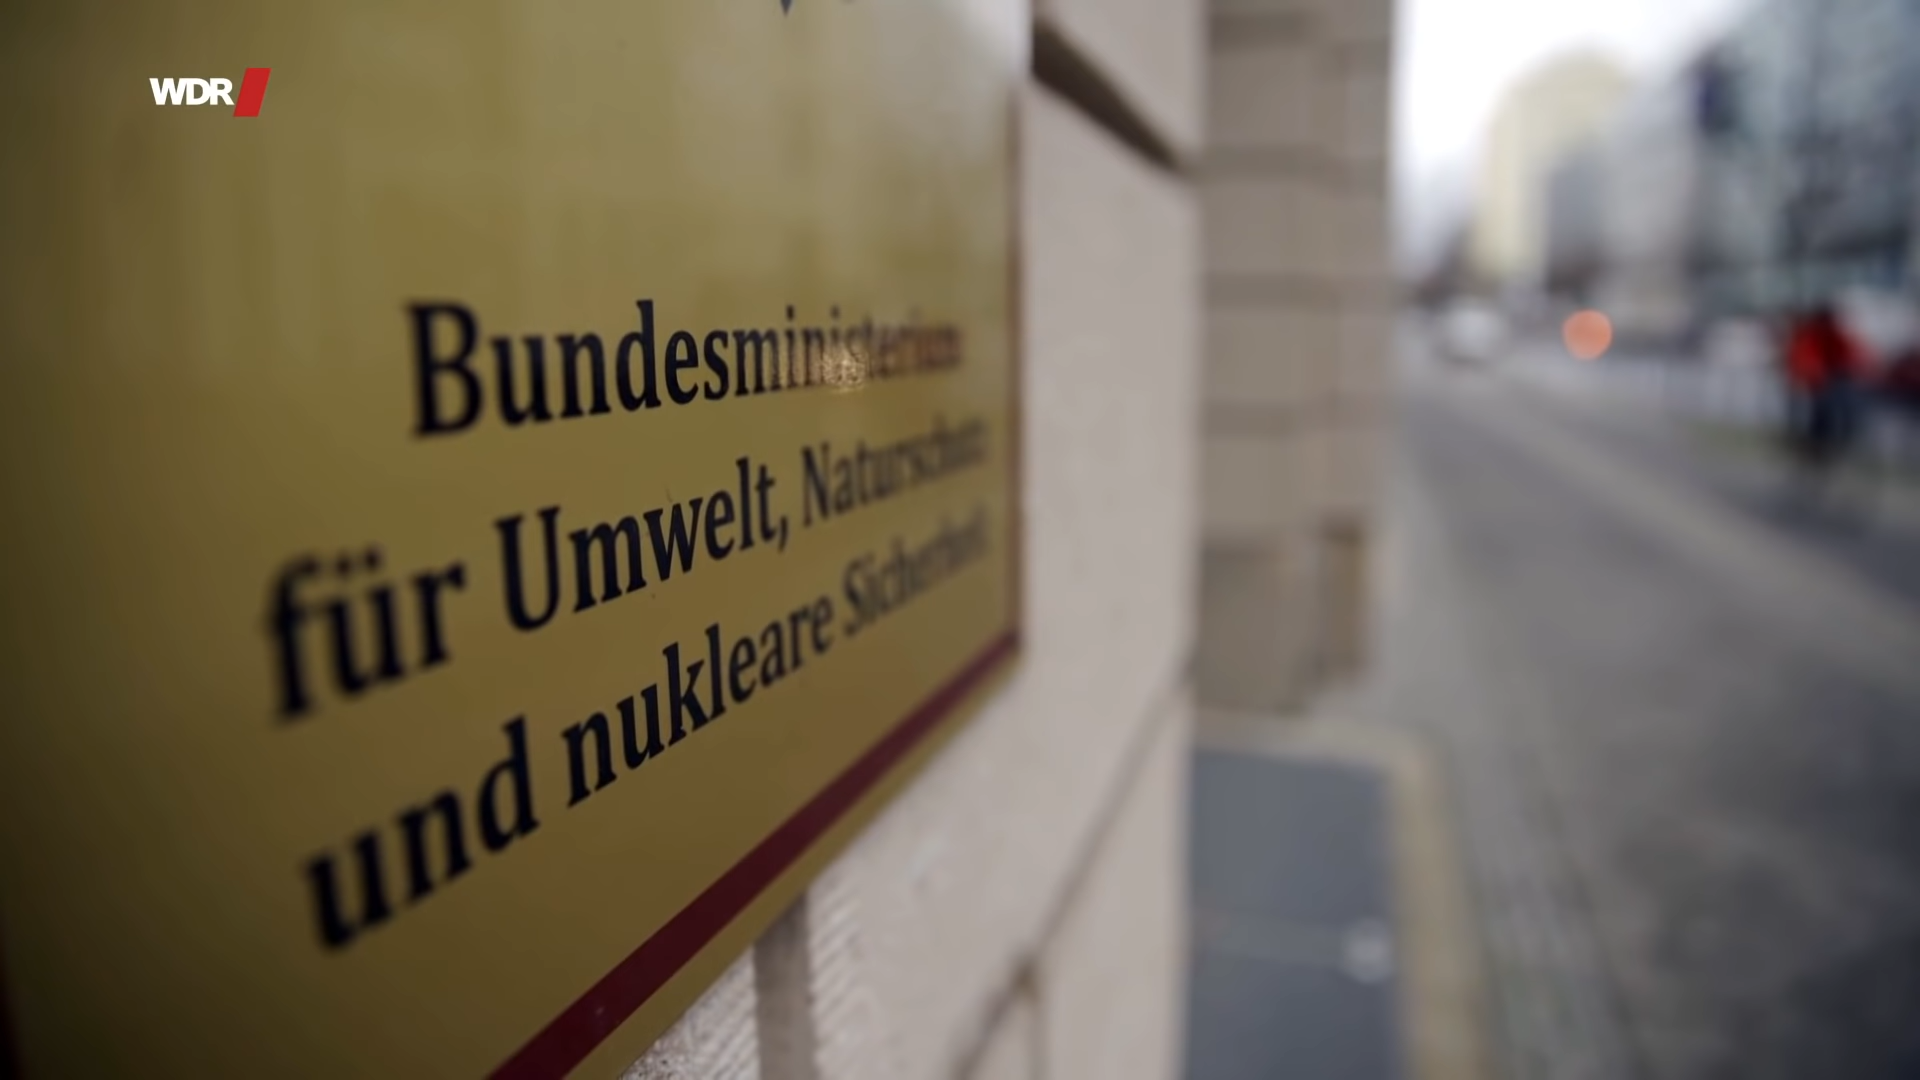 WDR
Bundesministerium
für Umwelt, Naturschutz
und nukleare Sicherheit